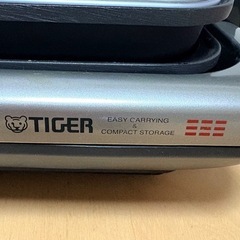 TIGER
EASY CARRYING
&
COMPACT STORAGE